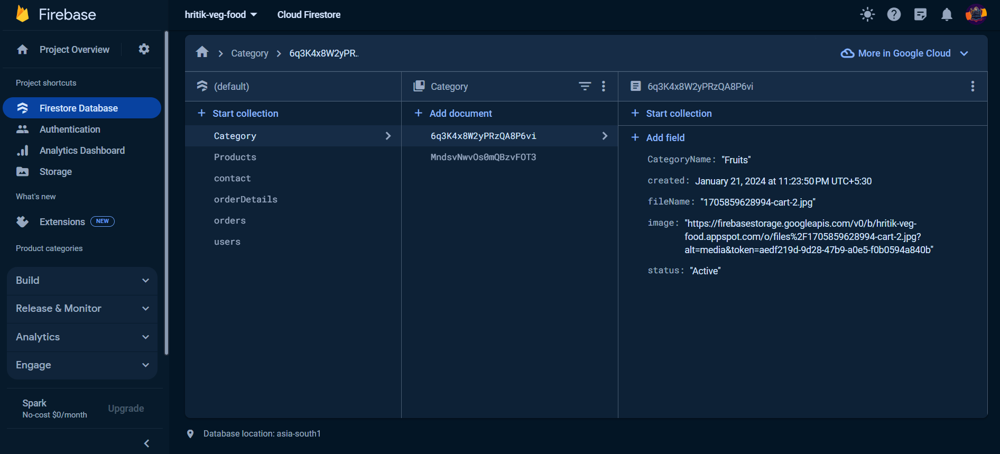 Firebase
hritik-veg-food
Cloud Firestore
Project Overview
Project shortcuts
Firestore Database
Authentication
Analytics Dashboard
Storage
What's new
Extensions NEW
Product categories
Build
Release & Monitor
Analytics
Engage
Spark
No-cost $0/month
Upgrade
Category
6q3K4x8W2yPR..
More in Google Cloud
(default)
Start collection
Category
Products
contact
orderDetails
orders
users
Category
Add document
6q3K4x8W2yPRzQA8P6vi
MndsvNwvOs0mQBzvFOT3
6q3K4x8W2yPRzQA8P6vi
Start collection
Add field
CategoryName: "Fruits"
created: January 21, 2024 at 11:23:50 PM UTC+5:30
fileName: "1705859628994-cart-2.jpg"
image: "https://firebasestorage.googleapis.com/v0/b/hritik-veg-
food.appspot.com/o/files%2F1705859628994-cart-2.jpg?
alt=media&token=aedf219d-9d28-47b9-a0e5-f0b0594a840b"
status: "Active"
Database location: asia-south1